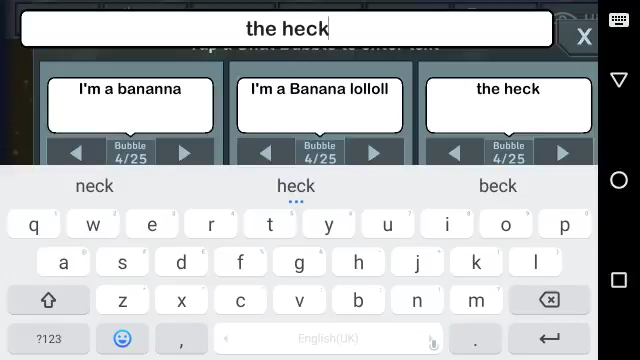 the heck
Tap a Chat Bubble to enter text
X
I'm a bananna
I'm a Banana lolloll
the heck
Bubble
4/25
Bubble
4/25
Bubble
4/25
neck
heck
beck
q w e r t y u i o p
a s d f g h j k l
z x c v b n m
?123
,
English(UK)
.